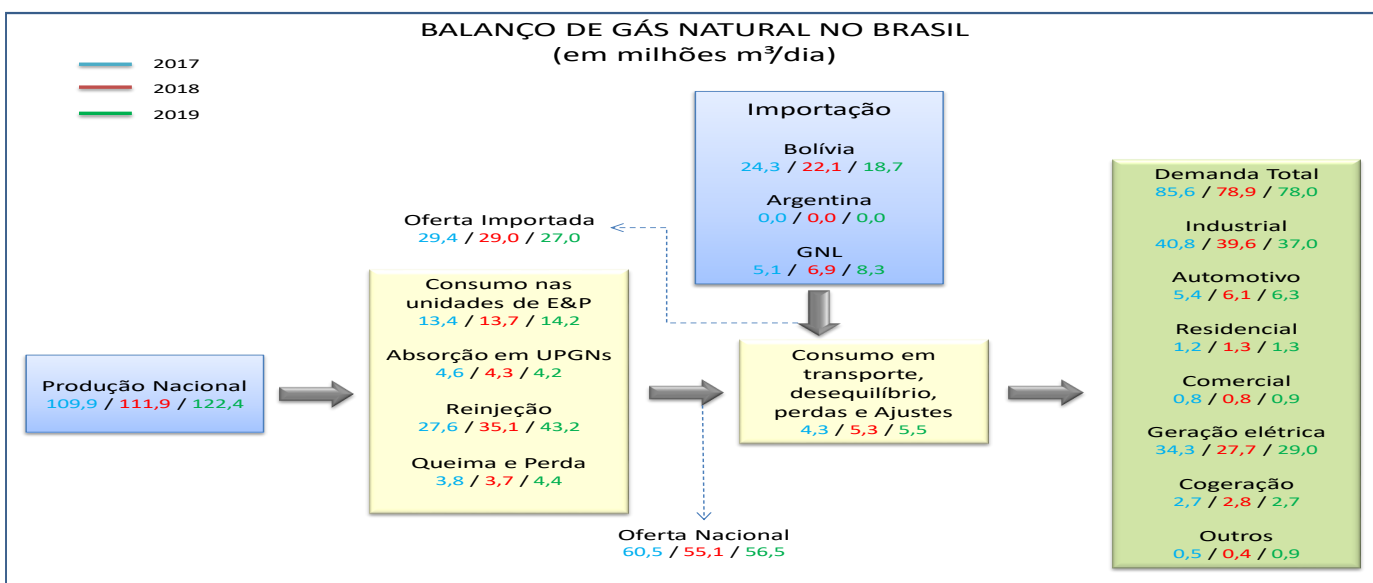 BALANÇO DE GÁS NATURAL NO BRASIL
(em milhões m³/dia)
2017
2018
2019
Importação
Bolívia
24,3 / 22,1 / 18,7
Argentina
0,0 / 0,0 / 0,0
GNL
5,1 / 6,9 / 8,3
Oferta Importada
29,4 / 29,0 / 27,0
Produção Nacional
109,9 / 111,9 / 122,4
Consumo nas
unidades de E&P
13,4 / 13,7 / 14,2
Absorção em UPGNs
4,6 / 4,3 / 4,2
Reinjeção
27,6 / 35,1 / 43,2
Queima e Perda
3,8 / 3,7 / 4,4
Oferta Nacional
60,5 / 55,1 / 56,5
Consumo em
transporte,
desequilíbrio,
perdas e Ajustes
4,3 / 5,3 / 5,5
Demanda Total
85,6 / 78,9 / 78,0
Industrial
40,8 / 39,6 / 37,0
Automotivo
5,4 / 6,1 / 6,3
Residencial
1,2 / 1,3 / 1,3
Comercial
0,8 / 0,8 / 0,9
Geração elétrica
34,3 / 27,7 / 29,0
Cogeração
2,7 / 2,8 / 2,7
Outros
0,5 / 0,4 / 0,9